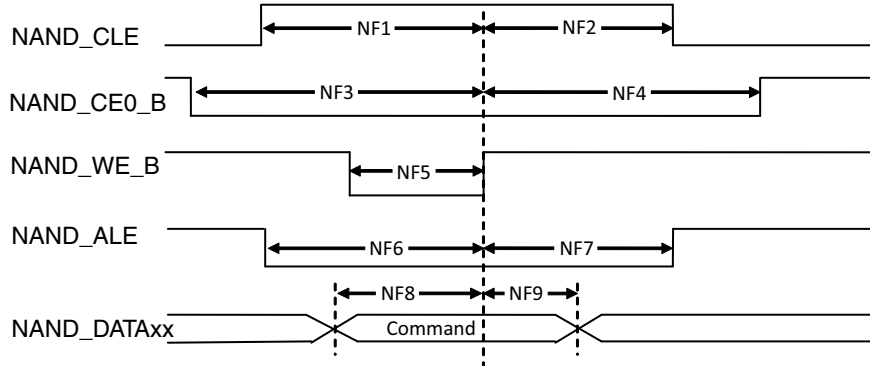 NAND_CLE
NF1
NF2
NAND_CE0_B
NF3
NF4
NAND_WE_B
NF5
NAND_ALE
NF6
NF7
NF8
NF9
NAND_DATAxx
Command